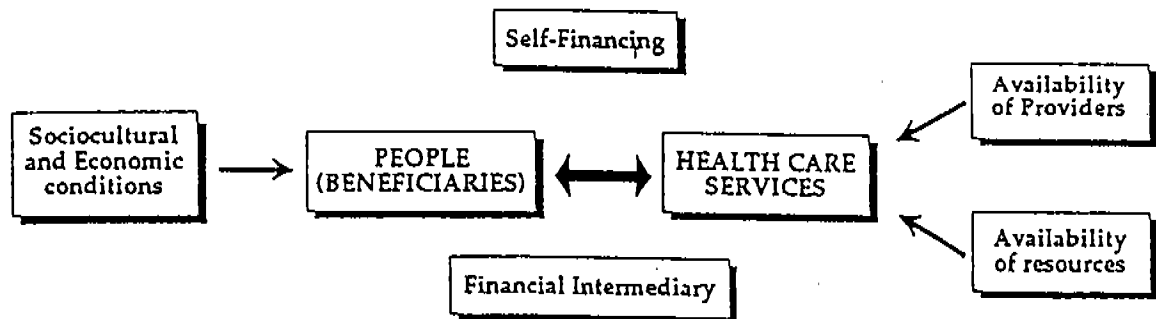 Self-Financing
Availability
of Providers
Sociocultural
and Economic
conditions
PEOPLE
(BENEFICIARIES)
HEALTH CARE
SERVICES
Availability
of resources
Financial Intermediary